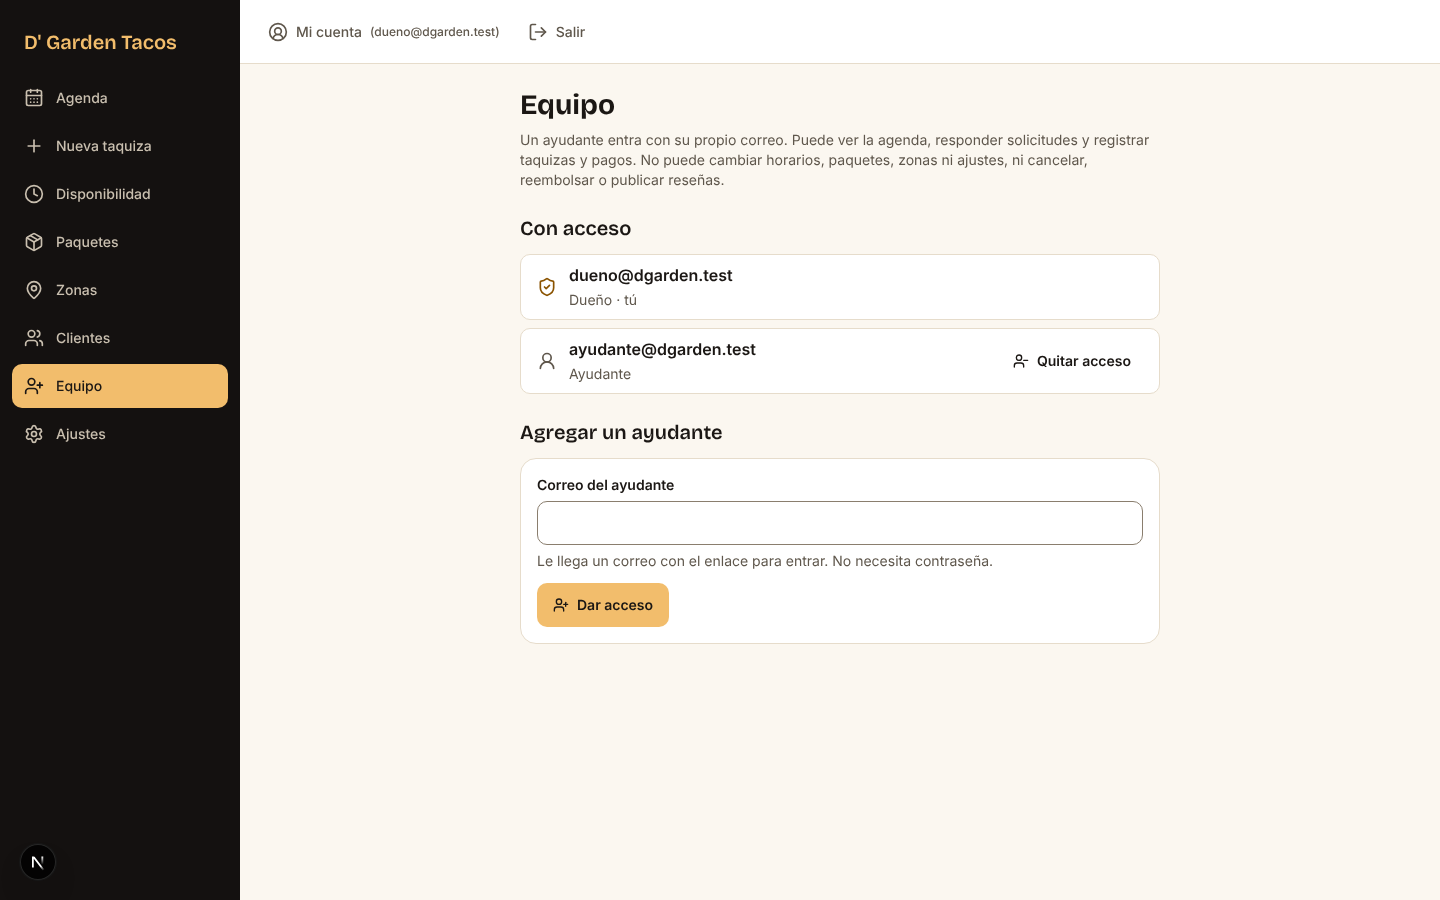 D' Garden Tacos
Agenda
Nueva taquiza
Disponibilidad
Paquetes
Zonas
Clientes
Equipo
Ajustes
N
Mi cuenta (dueno@dgarden.test)
Salir
Equipo
Un ayudante entra con su propio correo. Puede ver la agenda, responder solicitudes y registrar
taquizas y pagos. No puede cambiar horarios, paquetes, zonas ni ajustes, ni cancelar,
reembolsar o publicar reseñas.
Con acceso
dueno@dgarden.test
Dueño · tú
ayudante@dgarden.test
Ayudante
Quitar acceso
Agregar un ayudante
Correo del ayudante
Le llega un correo con el enlace para entrar. No necesita contraseña.
Dar acceso